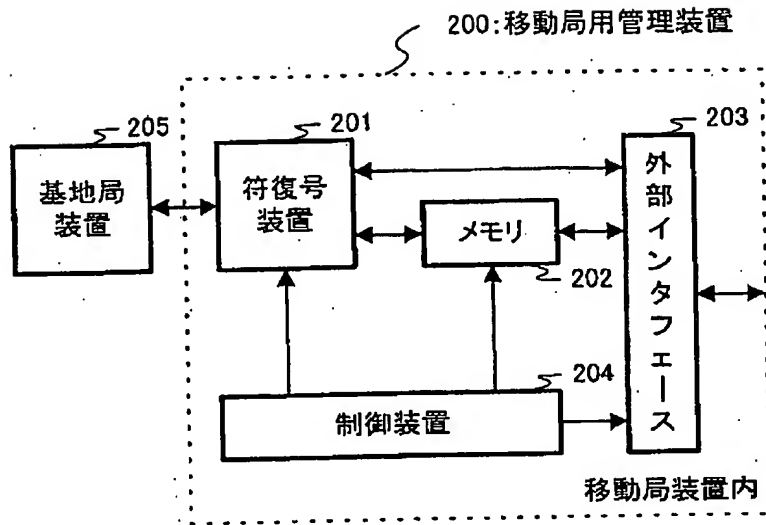 200:移動局用管理装置
205
201
203
基地局
装置
符復号
装置
メモリ
202
外部インタフェース
204
制御装置
移動局装置内